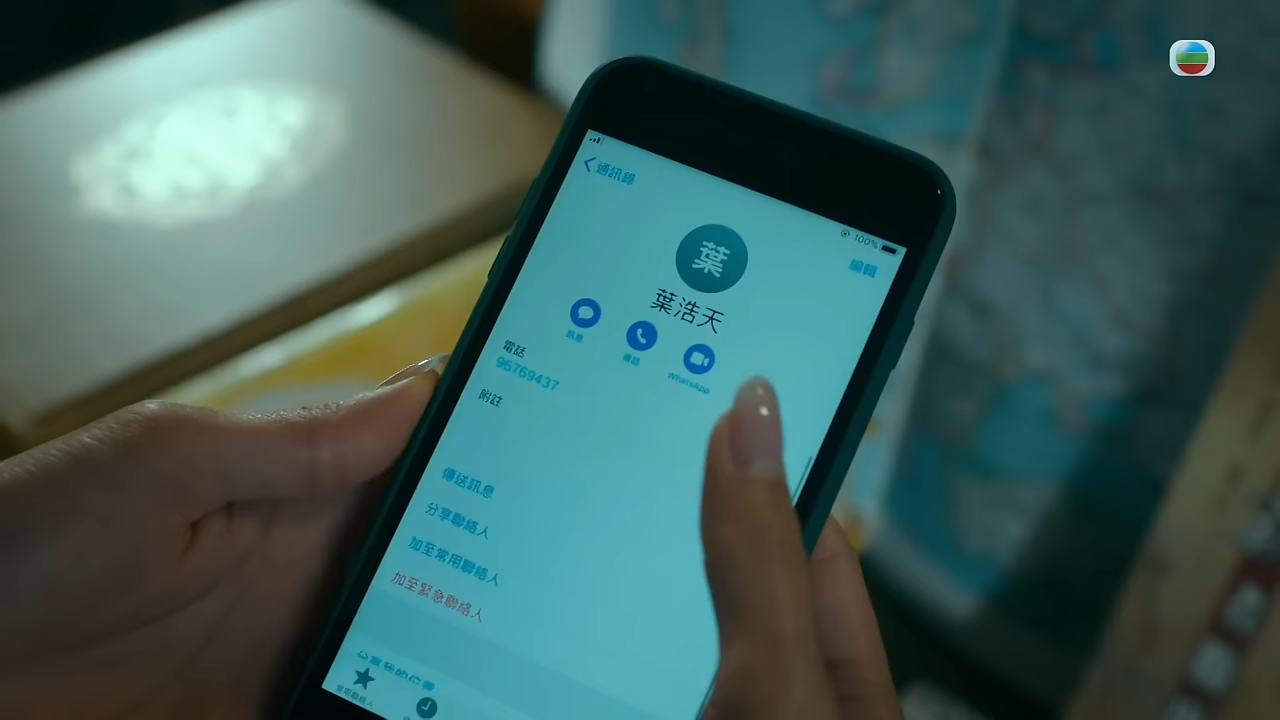 通訊錄
100%
編輯
葉
葉浩天
訊息
通話
WhatsApp
電話
96769437
附註
傳送訊息
分享聯絡人
加至常用聯絡人
加至緊急聯絡人